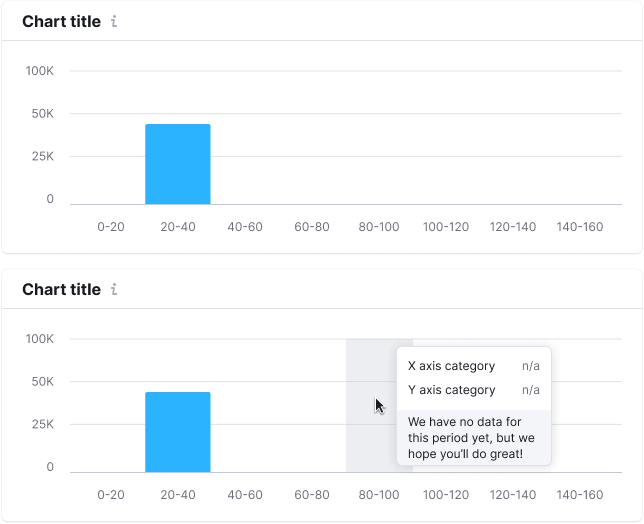 Chart title i
100K
50K
25K
0
0-20 20-40 40-60 60-80 80-100 100-120 120-140 140-160
Chart title i
100K
50K
25K
0
X axis category n/a
Y axis category n/a
We have no data for
this period yet, but we
hope you'll do great!
0-20 20-40 40-60 60-80 80-100 100-120 120-140 140-160